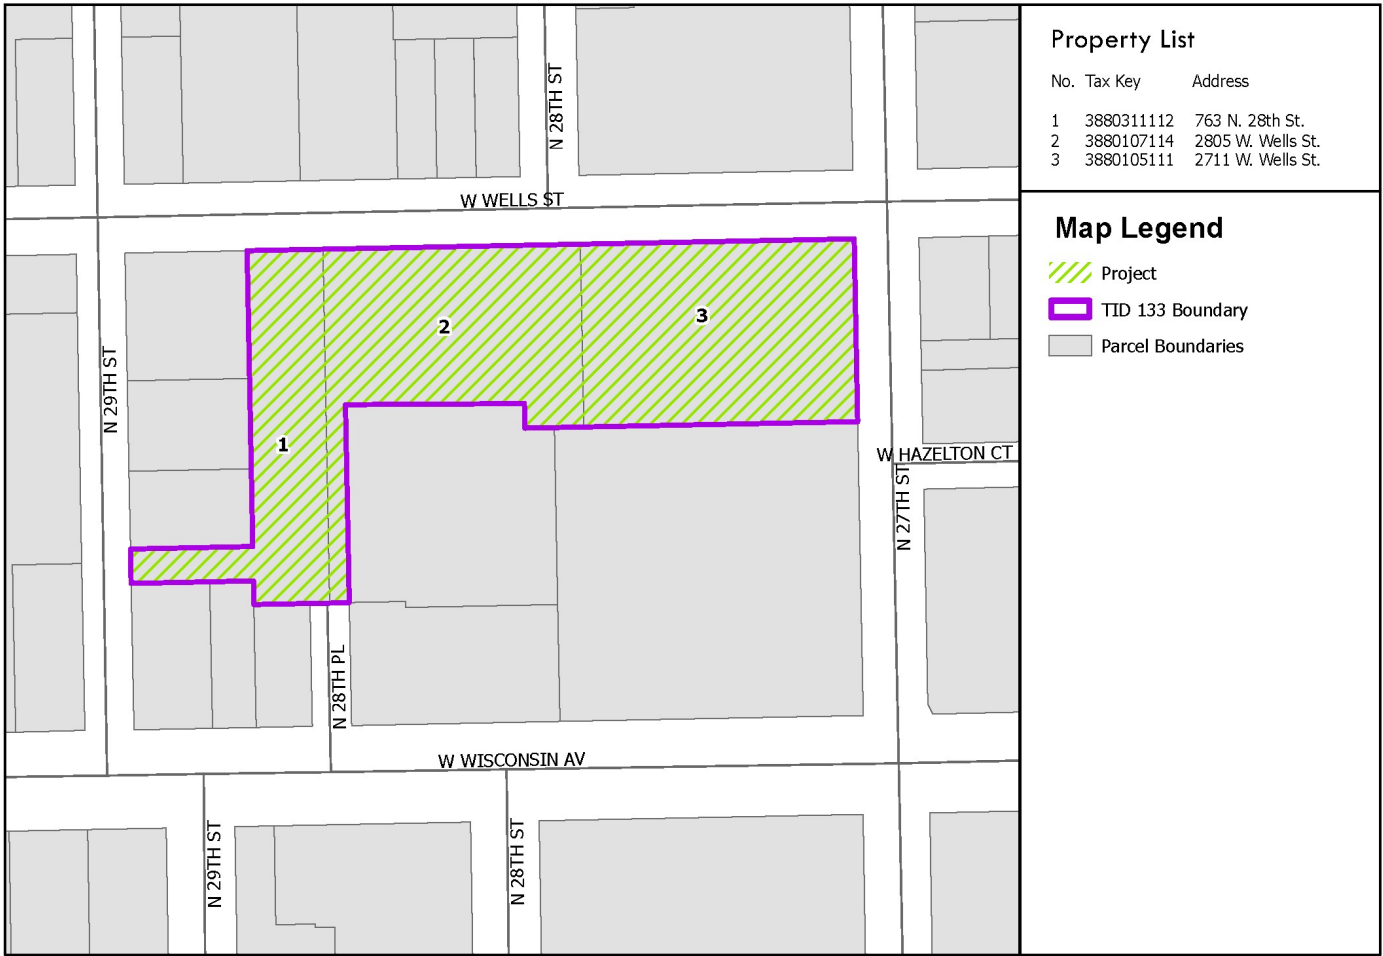 Property List
No. Tax Key Address
1 3880311112 763 N. 28th St.
2 3880107114 2805 W. Wells St.
3 3880105111 2711 W. Wells St.
Map Legend
Project
TID 133 Boundary
Parcel Boundaries
N 28TH ST
W WELLS ST
3
2
N 29TH ST
1
W HAZELTON CT
N 27TH ST
N 28TH PL
W WISCONSIN AV
N 29TH ST
N 28TH ST